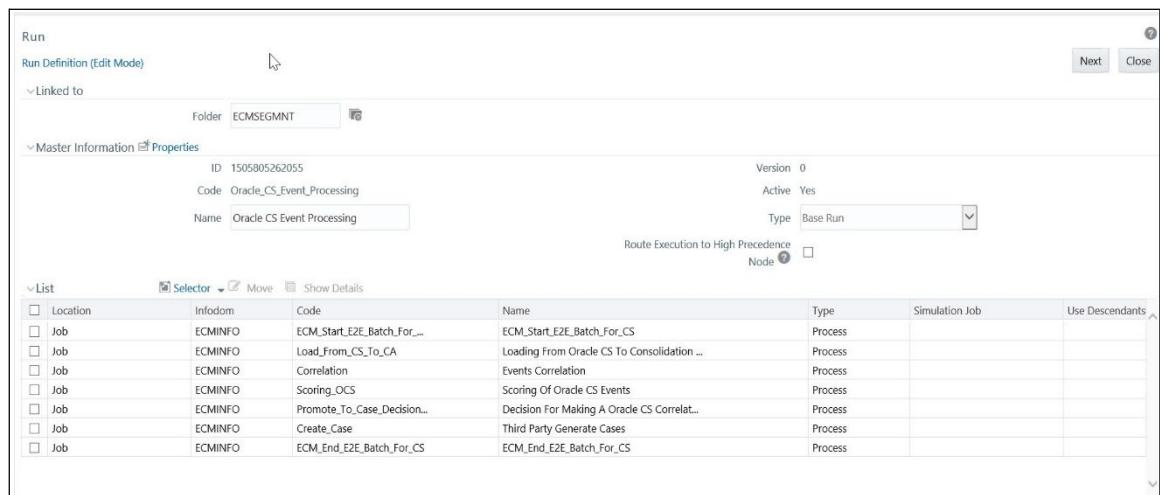 Run
Run Definition (Edit Mode)
Next Close
Linked to
Folder ECMSEGMNT
Master Information Properties
ID 1505805262055 Version 0
Code Oracle_CS_Event_Processing Active Yes
Name Oracle CS Event Processing Type Base Run
Route Execution to High Precedence
Node
List Selector Move Show Details
Location Infodom Code Name Type Simulation Job Use Descendants
Job ECMINFO ECM_Start_E2E_Batch_For_... ECM_Start_E2E_Batch_For_CS Process
Job ECMINFO Load_From_CS_To_CA Loading From Oracle CS To Consolidation ... Process
Job ECMINFO Correlation Events Correlation Process
Job ECMINFO Scoring_OCS Scoring Of Oracle CS Events Process
Job ECMINFO Promote_To_Case_Decision... Decision For Making A Oracle CS Correlat... Process
Job ECMINFO Create_Case Third Party Generate Cases Process
Job ECMINFO ECM_End_E2E_Batch_For_CS ECM_End_E2E_Batch_For_CS Process